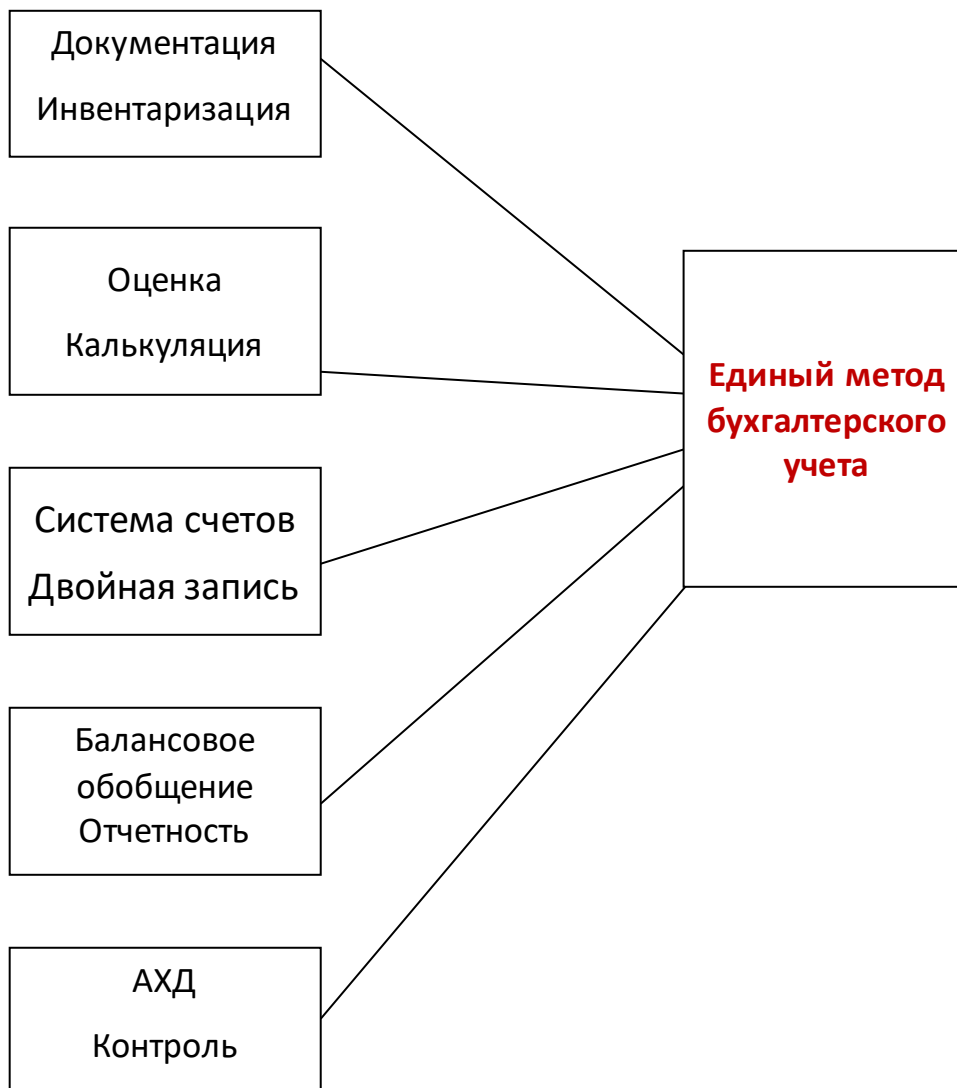 Документация
Инвентаризация
Оценка
Калькуляция
Система счетов
Двойная запись
Балансовое
обобщение
Отчетность
АХД
Контроль
Единый метод
бухгалтерского
учета